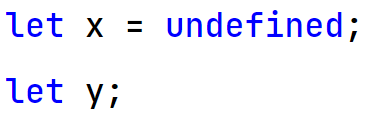 let x = undefined;
let y;